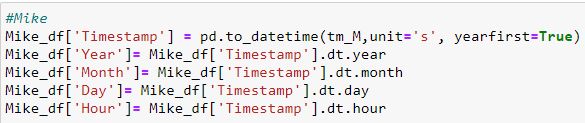 #Mike
Mike_df['Timestamp'] = pd.to_datetime(tm_M,unit='s', yearfirst=True)
Mike_df['Year']= Mike_df['Timestamp'].dt.year
Mike_df['Month']= Mike_df['Timestamp'].dt.month
Mike_df['Day']= Mike_df['Timestamp'].dt.day
Mike_df['Hour']= Mike_df['Timestamp'].dt.hour